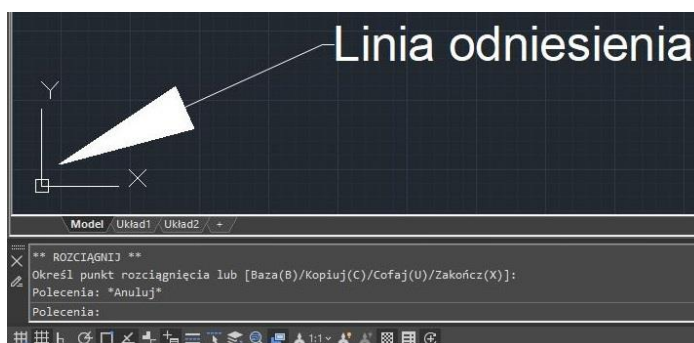 Linia odniesienia
Y
X
Model Układ1 Układ2 +
** ROZCIĄGNIJ **
Określ punkt rozciągnięcia lub [Baza(B)/Kopiuj(C)/Cofaj(U)/Zakończ(X)]:
Polecenia: *Anuluj*
Polecenia:
1:1